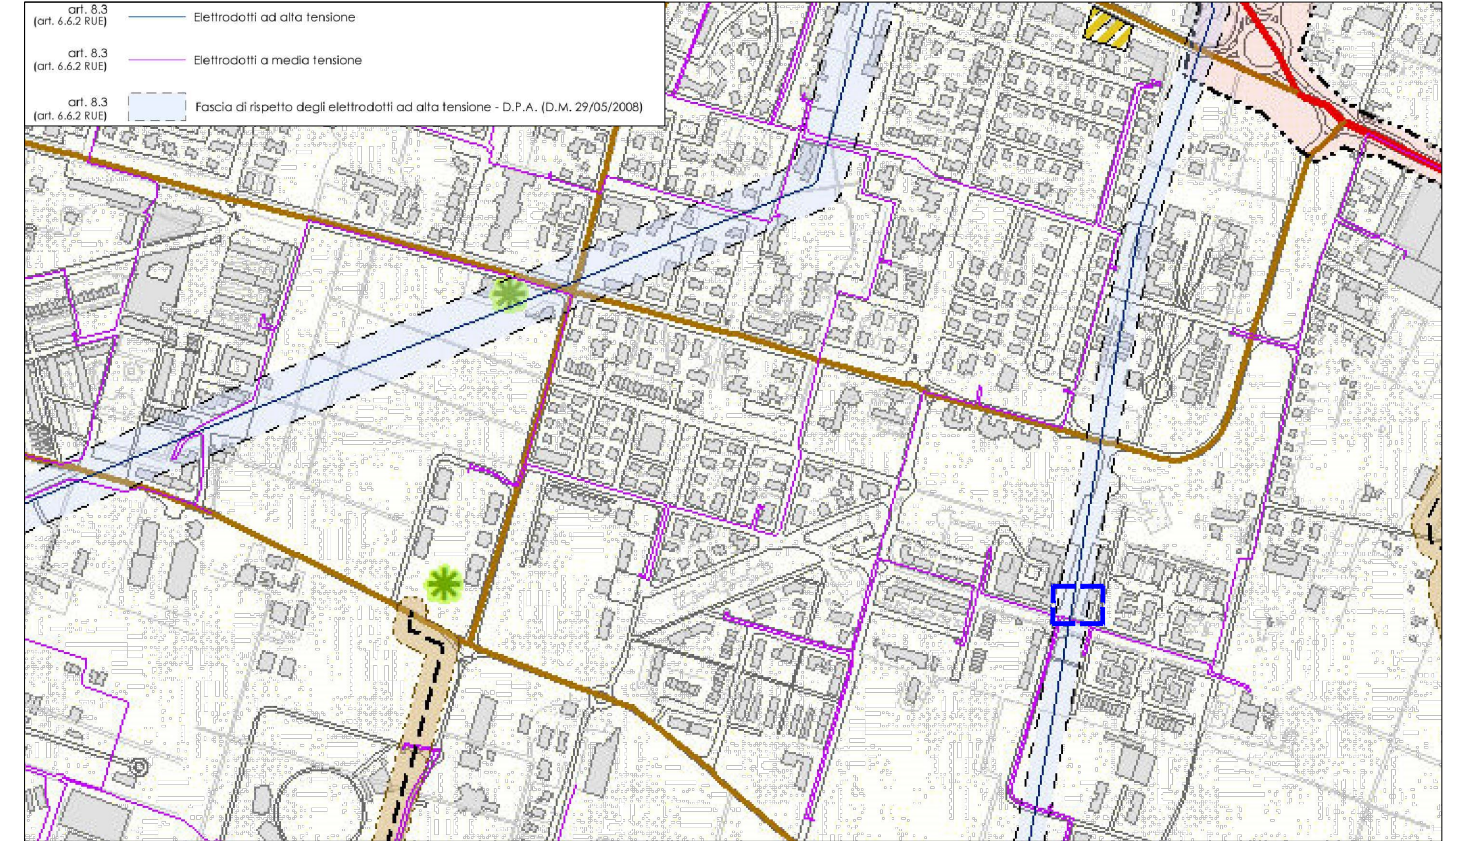 art. 8.3
(art. 6.6.2 RUE)
Elettrodotti ad alta tensione
art. 8.3
(art. 6.6.2 RUE)
Elettrodotti a media tensione
art. 8.3
(art. 6.6.2 RUE)
Fascia di rispetto degli elettrodotti ad alta tensione - D.P.A. (D.M. 29/05/2008)